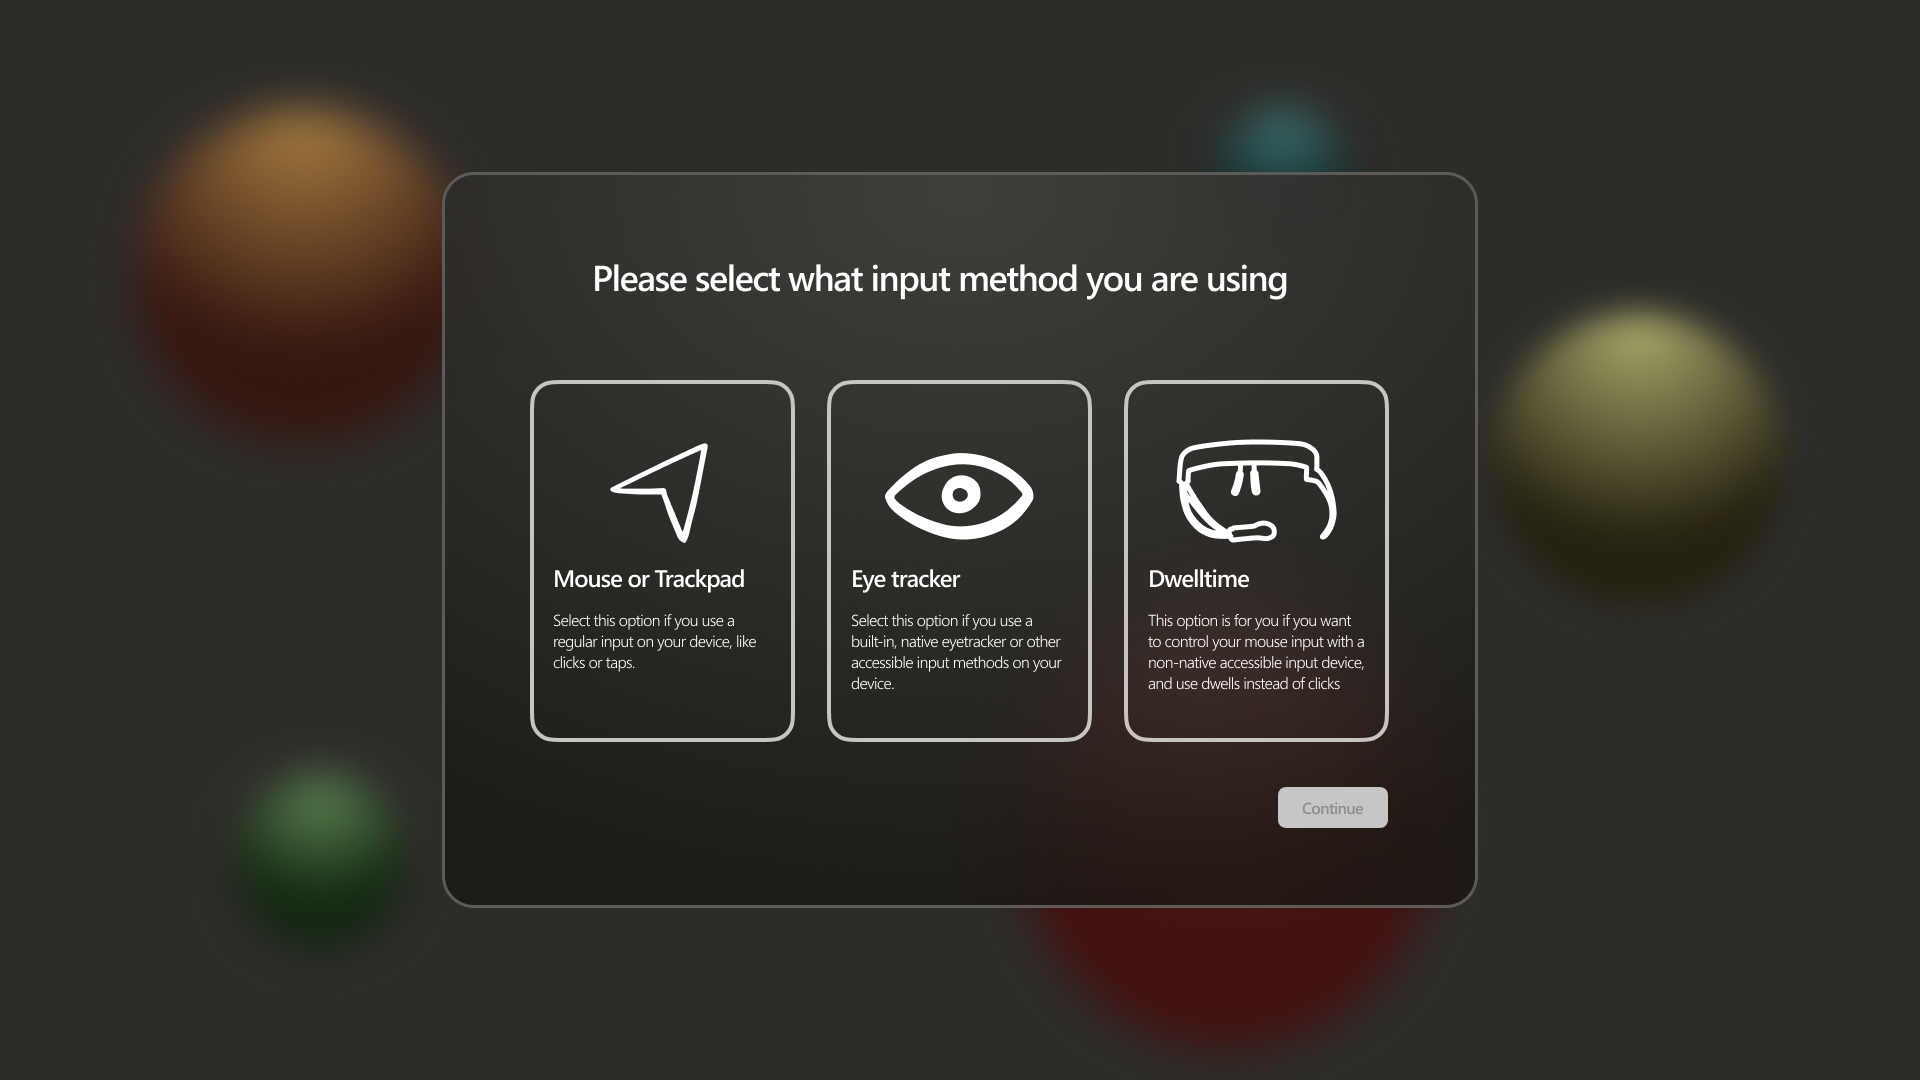 Please select what input method you are using
Mouse or Trackpad
Select this option if you use a
regular input on your device, like
clicks or taps.
Eye tracker
Select this option if you use a
built-in, native eyetracker or other
accessible input methods on your
device.
Dwelltime
This option is for you if you want
to control your mouse input with a
non-native accessible input device,
and use dwells instead of clicks
Continue